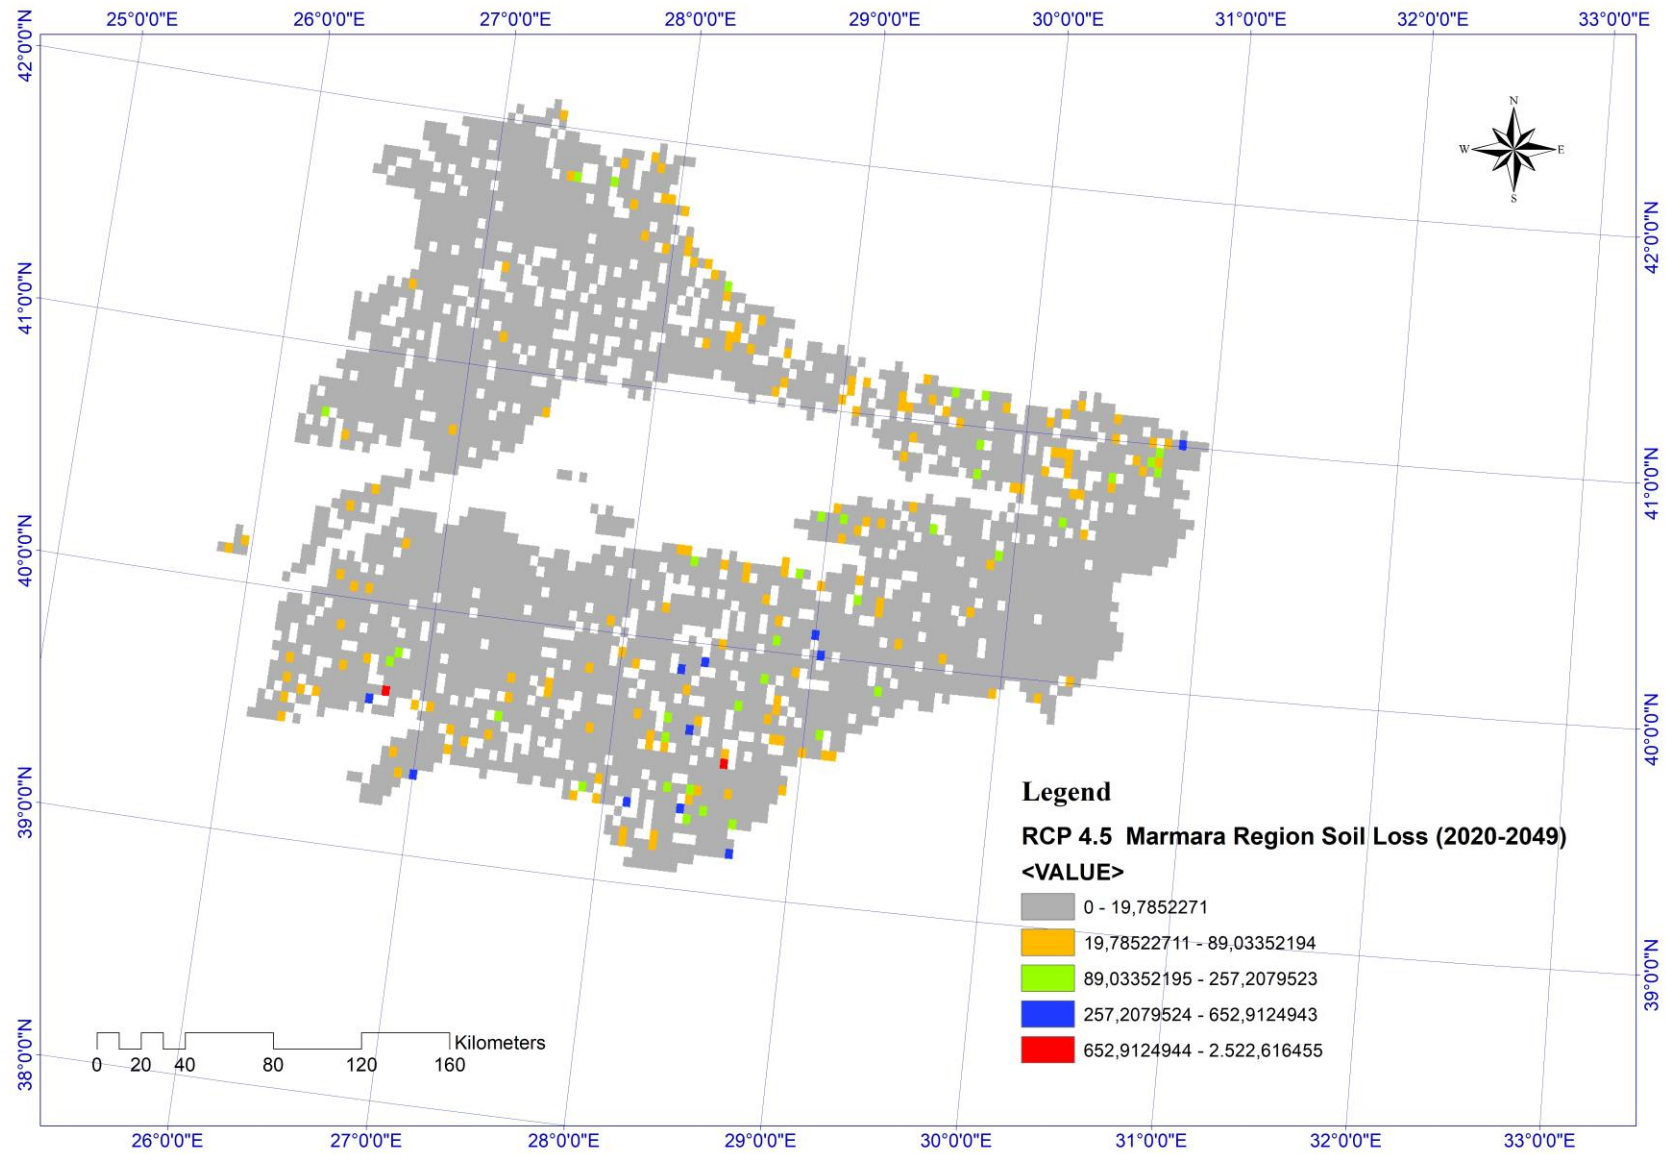 25°0'0"E 26°0'0"E 27°0'0"E 28°0'0"E 29°0'0"E 30°0'0"E 31°0'0"E 32°0'0"E 33°0'0"E
42°0'0"N
41°0'0"N
40°0'0"N
39°0'0"N
38°0'0"N
N
W E
S
42°0'0"N
41°0'0"N
40°0'0"N
39°0'0"N
Legend
RCP 4.5 Marmara Region Soil Loss (2020-2049)
<VALUE>
0 - 19,7852271
19,78522711 - 89,03352194
89,03352195 - 257,2079523
257,2079524 - 652,9124943
652,9124944 - 2.522,616455
Kilometers
0 20 40 80 120 160
26°0'0"E 27°0'0"E 28°0'0"E 29°0'0"E 30°0'0"E 31°0'0"E 32°0'0"E 33°0'0"E